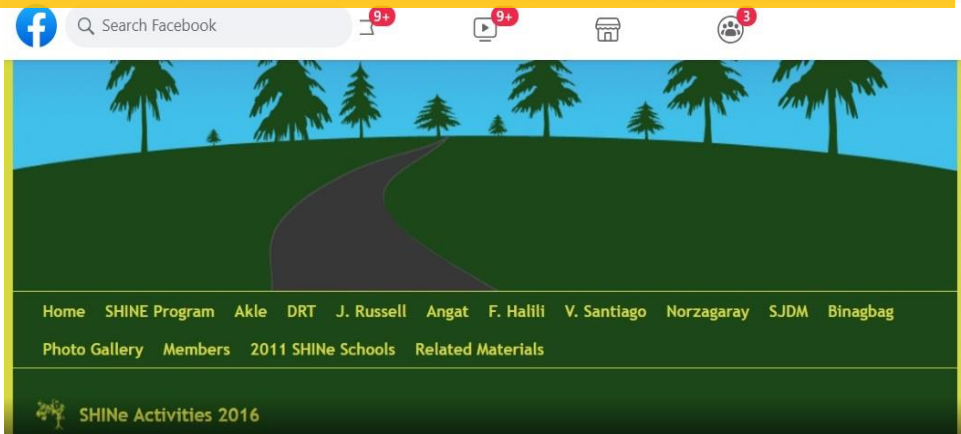 Search Facebook
9+
9+
3
Home SHINE Program Akle DRT J. Russell Angat F. Halili V. Santiago Norzagaray SJDM Binagbag
Photo Gallery Members 2011 SHINe Schools Related Materials
SHINe Activities 2016